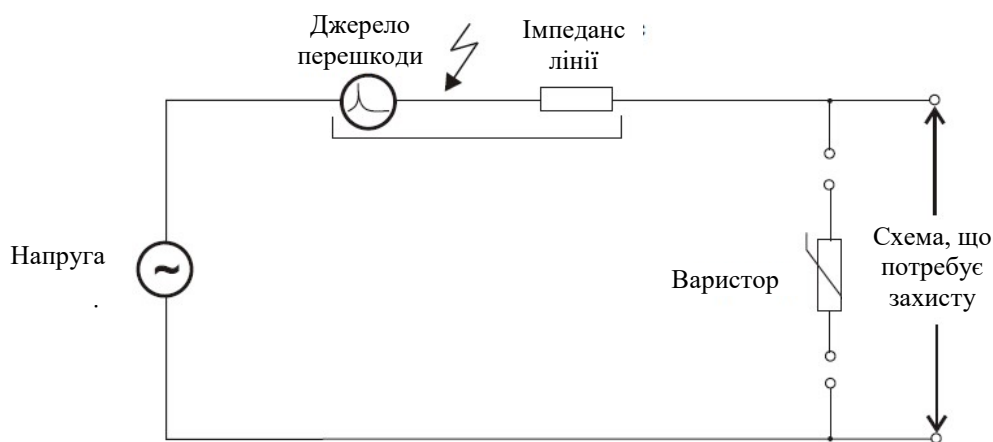 Джерело
перешкоди
Імпеданс
лінії
Напруга
Варистор
Схема, що
потребує
захисту